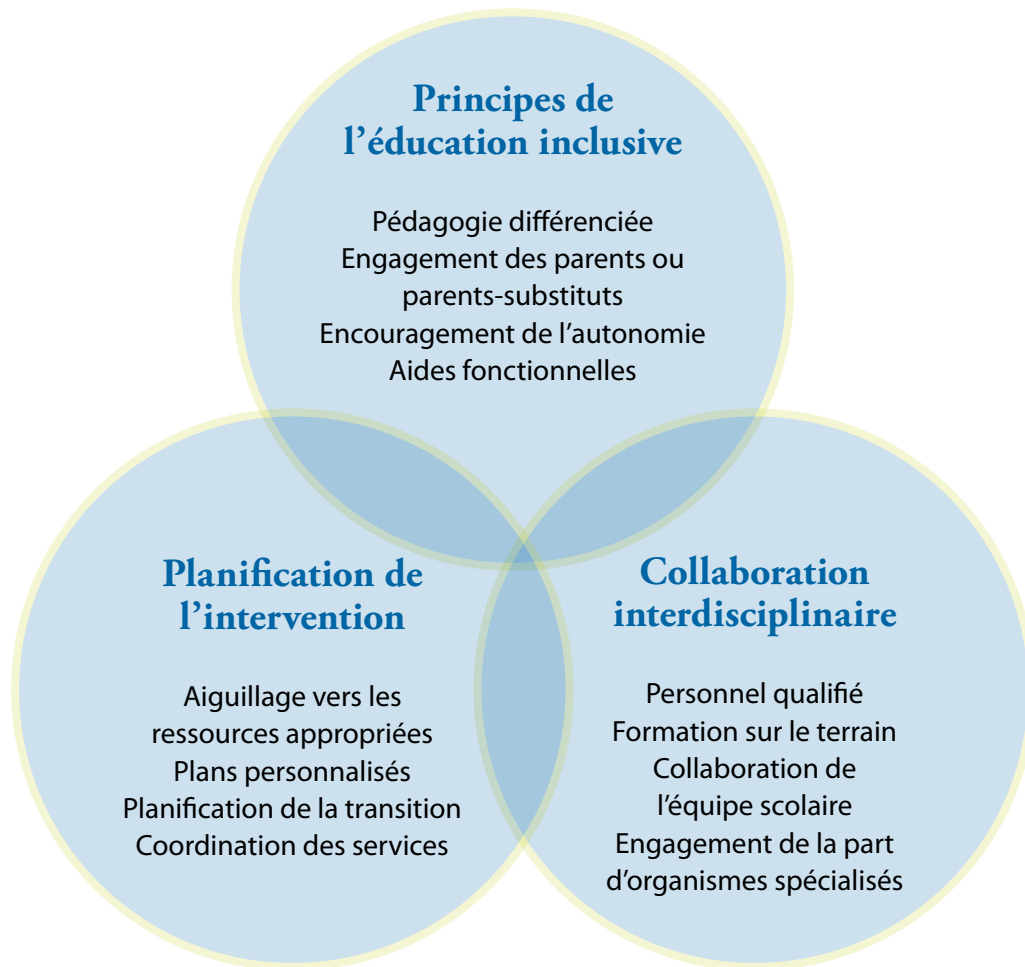 Principes de
l’éducation inclusive
Pédagogie différenciée
Engagement des parents ou
parents-substituts
Encouragement de l’autonomie
Aides fonctionnelles
Planification de
l’intervention
Aiguillage vers les
ressources appropriées
Plans personnalisés
Planification de la transition
Coordination des services
Collaboration
interdisciplinaire
Personnel qualifié
Formation sur le terrain
Collaboration de
l’équipe scolaire
Engagement de la part
d’organismes spécialisés